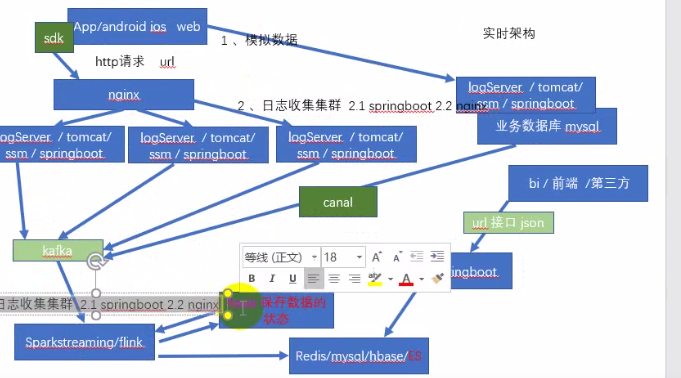 App/android ios web
sdk
1 、模拟数据
实时架构
http请求 url
nginx
logServer / tomcat/
ssm / springboot
2 、日志收集集群 2.1 springboot 2.2 nginx
业务数据库 mysql
logServer / tomcat/
ssm / springboot
logServer / tomcat/
ssm / springboot
logServer / tomcat/
ssm / springboot
bi / 前端 /第三方
canal
url 接口 json
kafka
等线 (正文)
18
A
A
B
I
U
ab
A
ingboot
日志收集集群 2.1 springboot 2.2 nginx
保存数据的
状态
Sparkstreaming/flink
Redis/mysql/hbase/ES